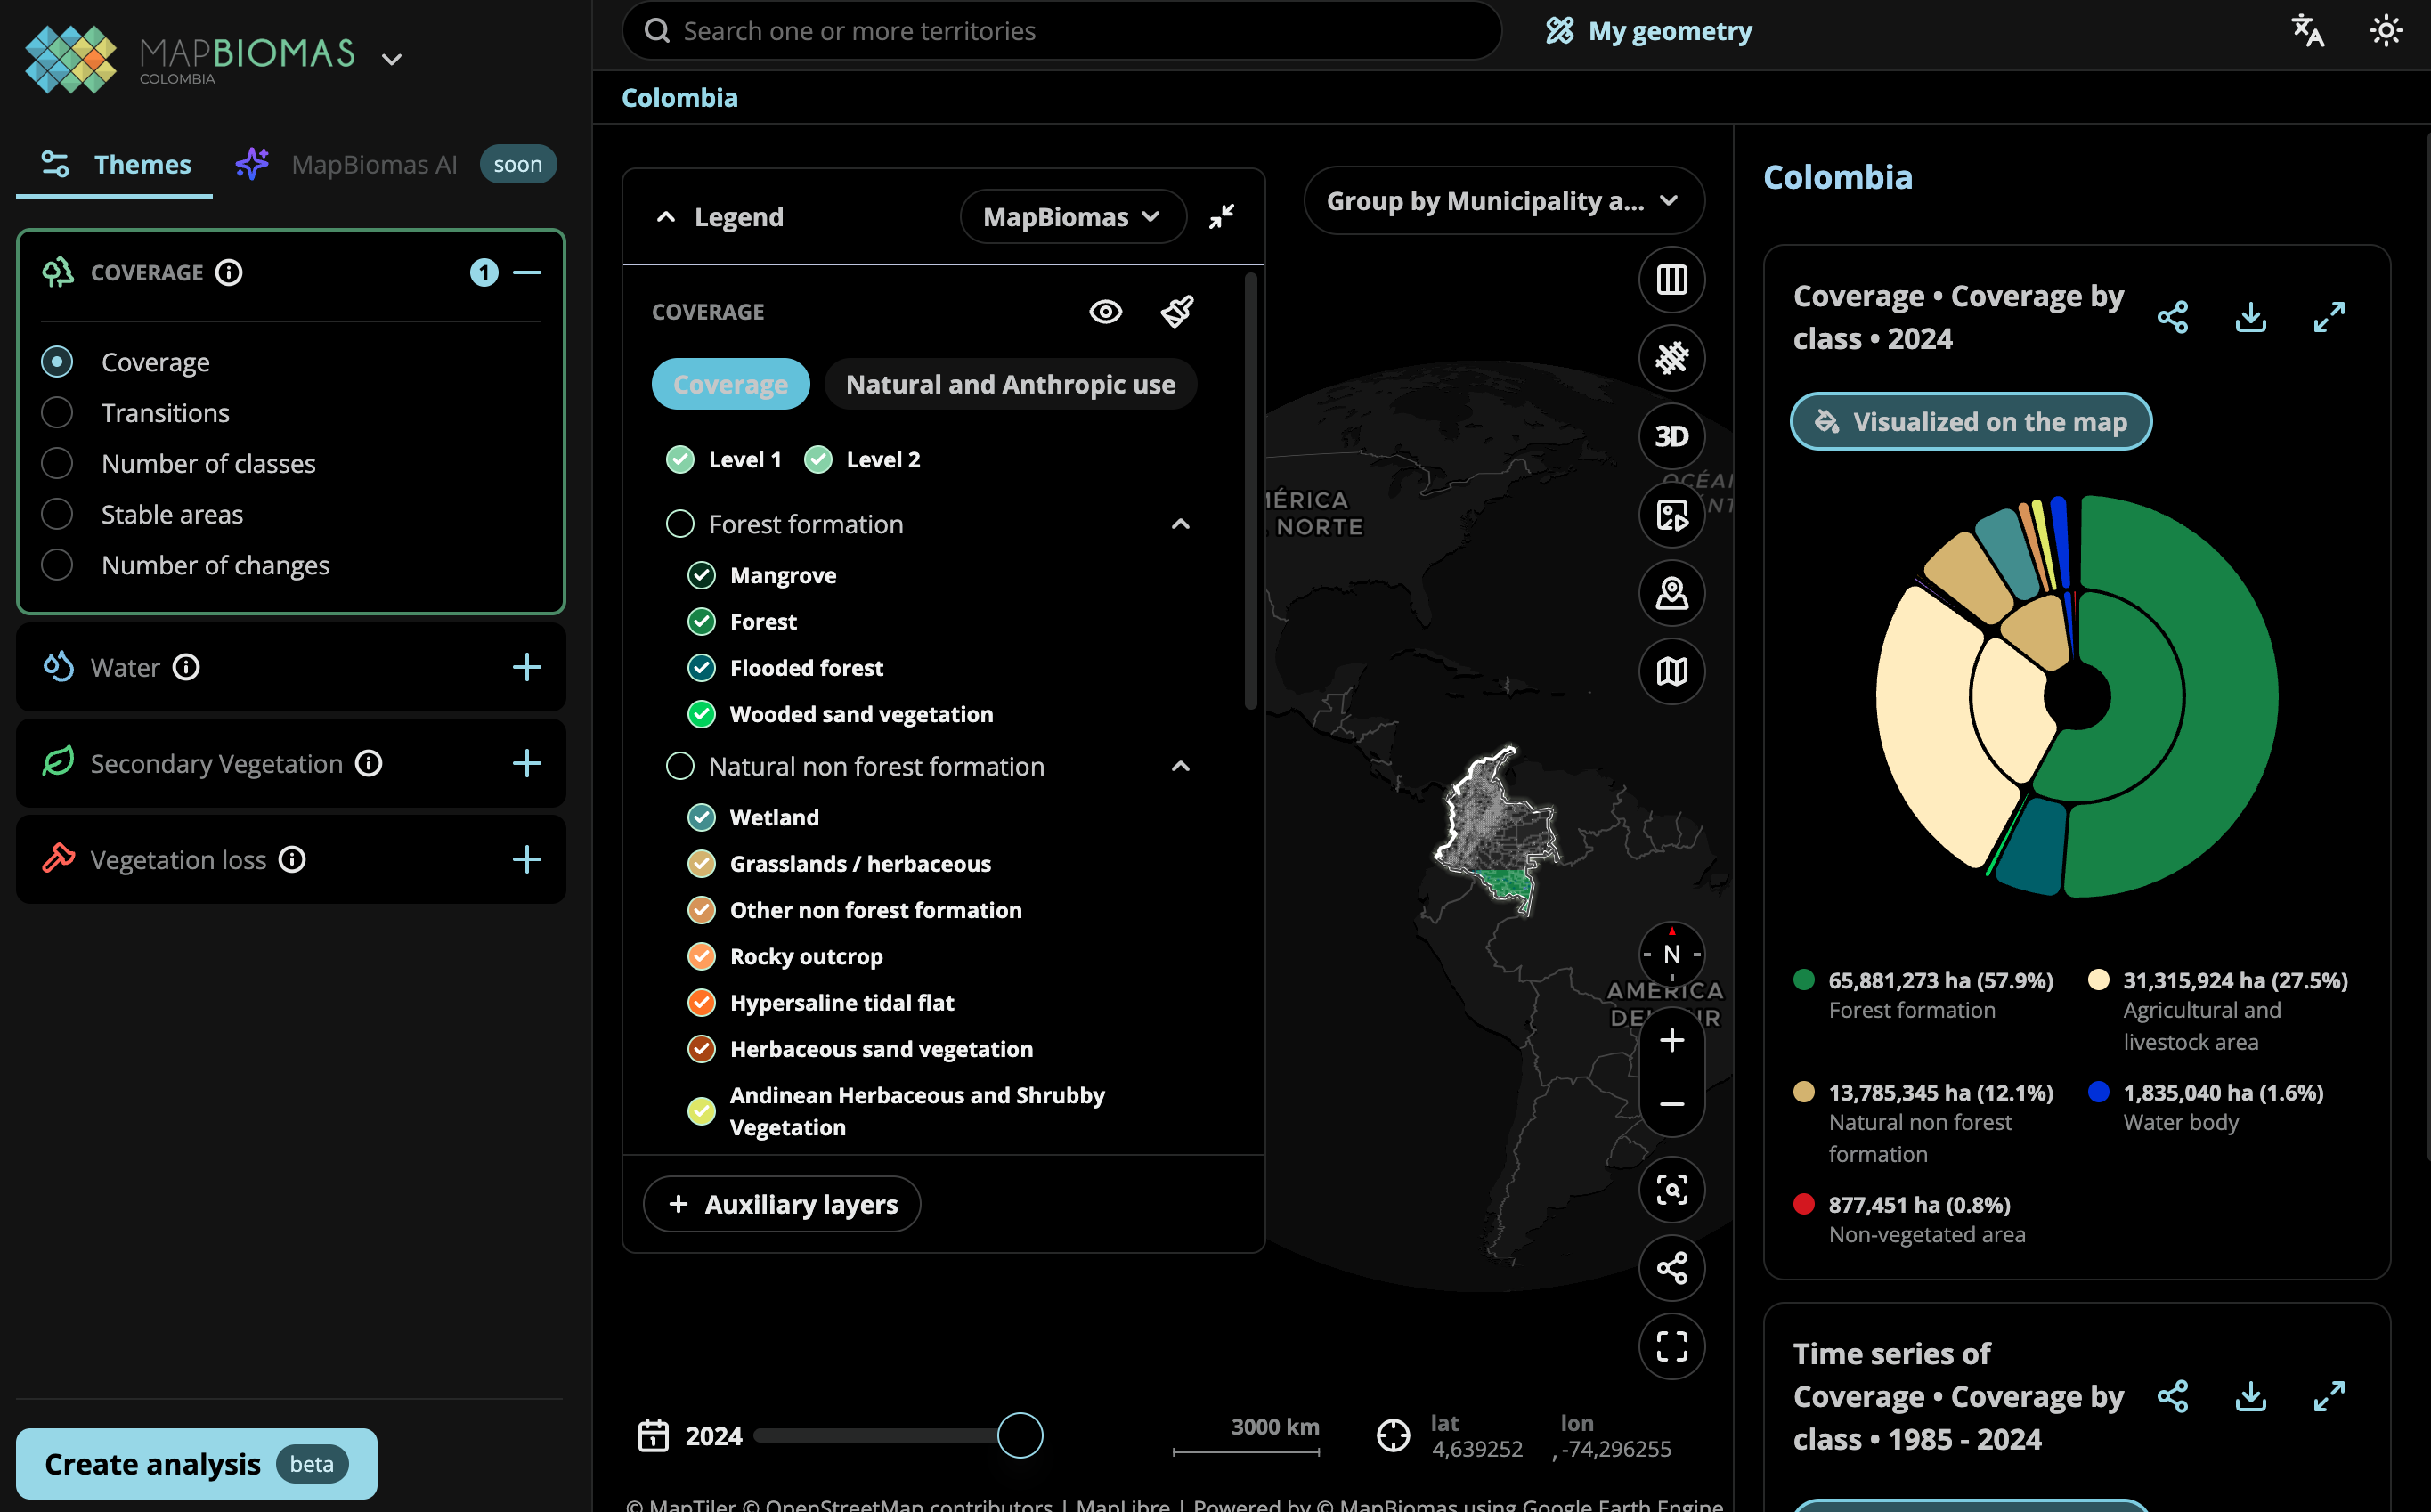 MAPBIOMAS
COLOMBIA
Search one or more territories
My geometry
Colombia
Themes
MapBiomas AI
soon
COVERAGE
1
Coverage
Transitions
Number of classes
Stable areas
Number of changes
Water
Secondary Vegetation
Vegetation loss
Create analysis
beta
Legend
MapBiomas
COVERAGE
Coverage
Natural and Anthropic use
Level 1
Level 2
Forest formation
Mangrove
Forest
Flooded forest
Wooded sand vegetation
Natural non forest formation
Wetland
Grasslands / herbaceous
Other non forest formation
Rocky outcrop
Hypersaline tidal flat
Herbaceous sand vegetation
Andinean Herbaceous and Shrubby
Vegetation
Auxiliary layers
Group by Municipality a...
3D
NORTE
N
AMÉRICA
2024
3000 km
lat
4,639252
lon
, -74,296255
© MapTiler © OpenStreetMap contributors | MapLibre | Powered by © MapBiomas using Google Earth Engine
Colombia
Coverage • Coverage by
class • 2024
Visualized on the map
65,881,273 ha (57.9%)
Forest formation
31,315,924 ha (27.5%)
Agricultural and
livestock area
13,785,345 ha (12.1%)
Natural non forest
formation
1,835,040 ha (1.6%)
Water body
877,451 ha (0.8%)
Non-vegetated area
Time series of
Coverage • Coverage by
class • 1985 - 2024